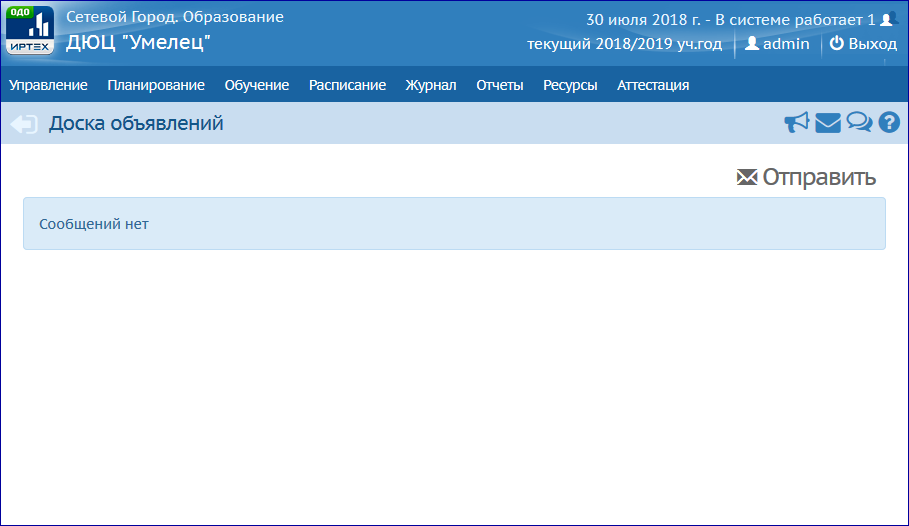 ОДО
ИРТЕХ
Сетевой Город. Образование
ДЮЦ "Умелец"
30 июля 2018 г. - В системе работает 1
текущий 2018/2019 уч.год admin Выход
Управление Планирование Обучение Расписание Журнал Отчеты Ресурсы Аттестация
Доска объявлений
Отправить
Сообщений нет